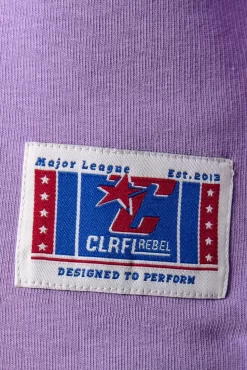 Major League Est. 2013
C
CLRFL REBEL
DESIGNED TO PERFORM